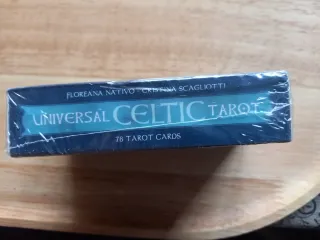 FLOREANA NATIVO - CRISTINA SCAGLIOTTI
UNIVERSAL CELTIC TAROT
78 TAROT CARDS